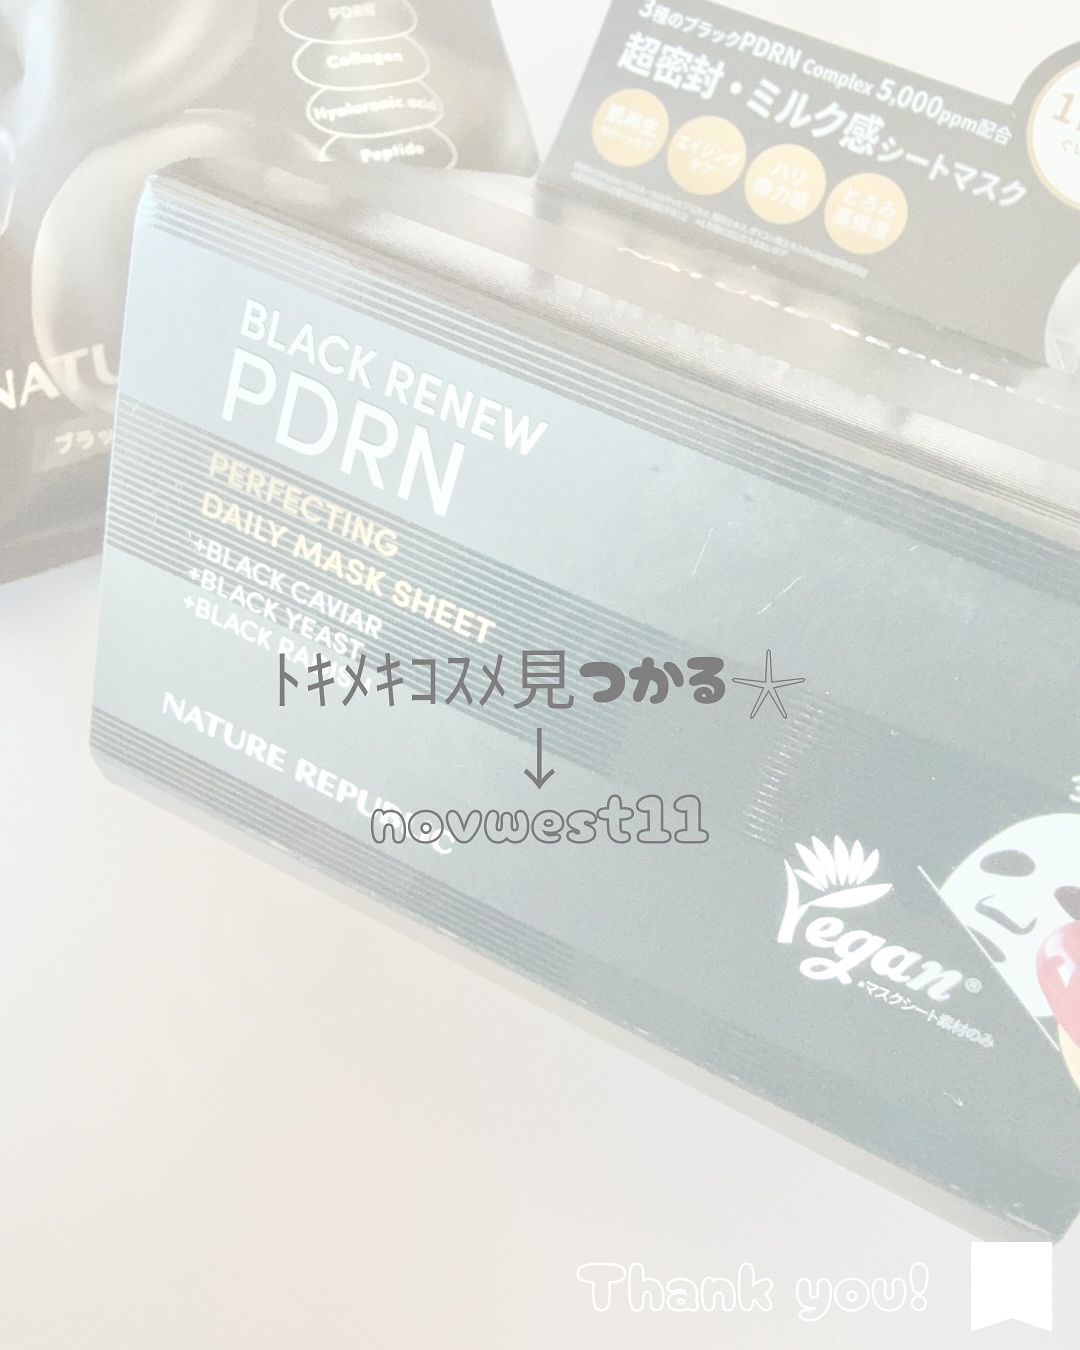 PDRN
Collagen
Hyaluronic acid
Peptide
NATU
ブラッ
3種のブラックPDRN Complex 5,000ppm配合
超密封・ミルク感シートマスク
肌再生
エイジング
ケア
ハリ
弾力感
とろみ
高保湿
BLACK RENEW
PDRN
PERFECTING
DAILY MASK SHEET
+BLACK CAVIAR
+BLACK YEAST
+BLACK RADISH
NATURE REPUBLIC
トキメキコスメ見つかる
↓
novwest11
Vegan®
*マスクシート素材のみ
Thank you!